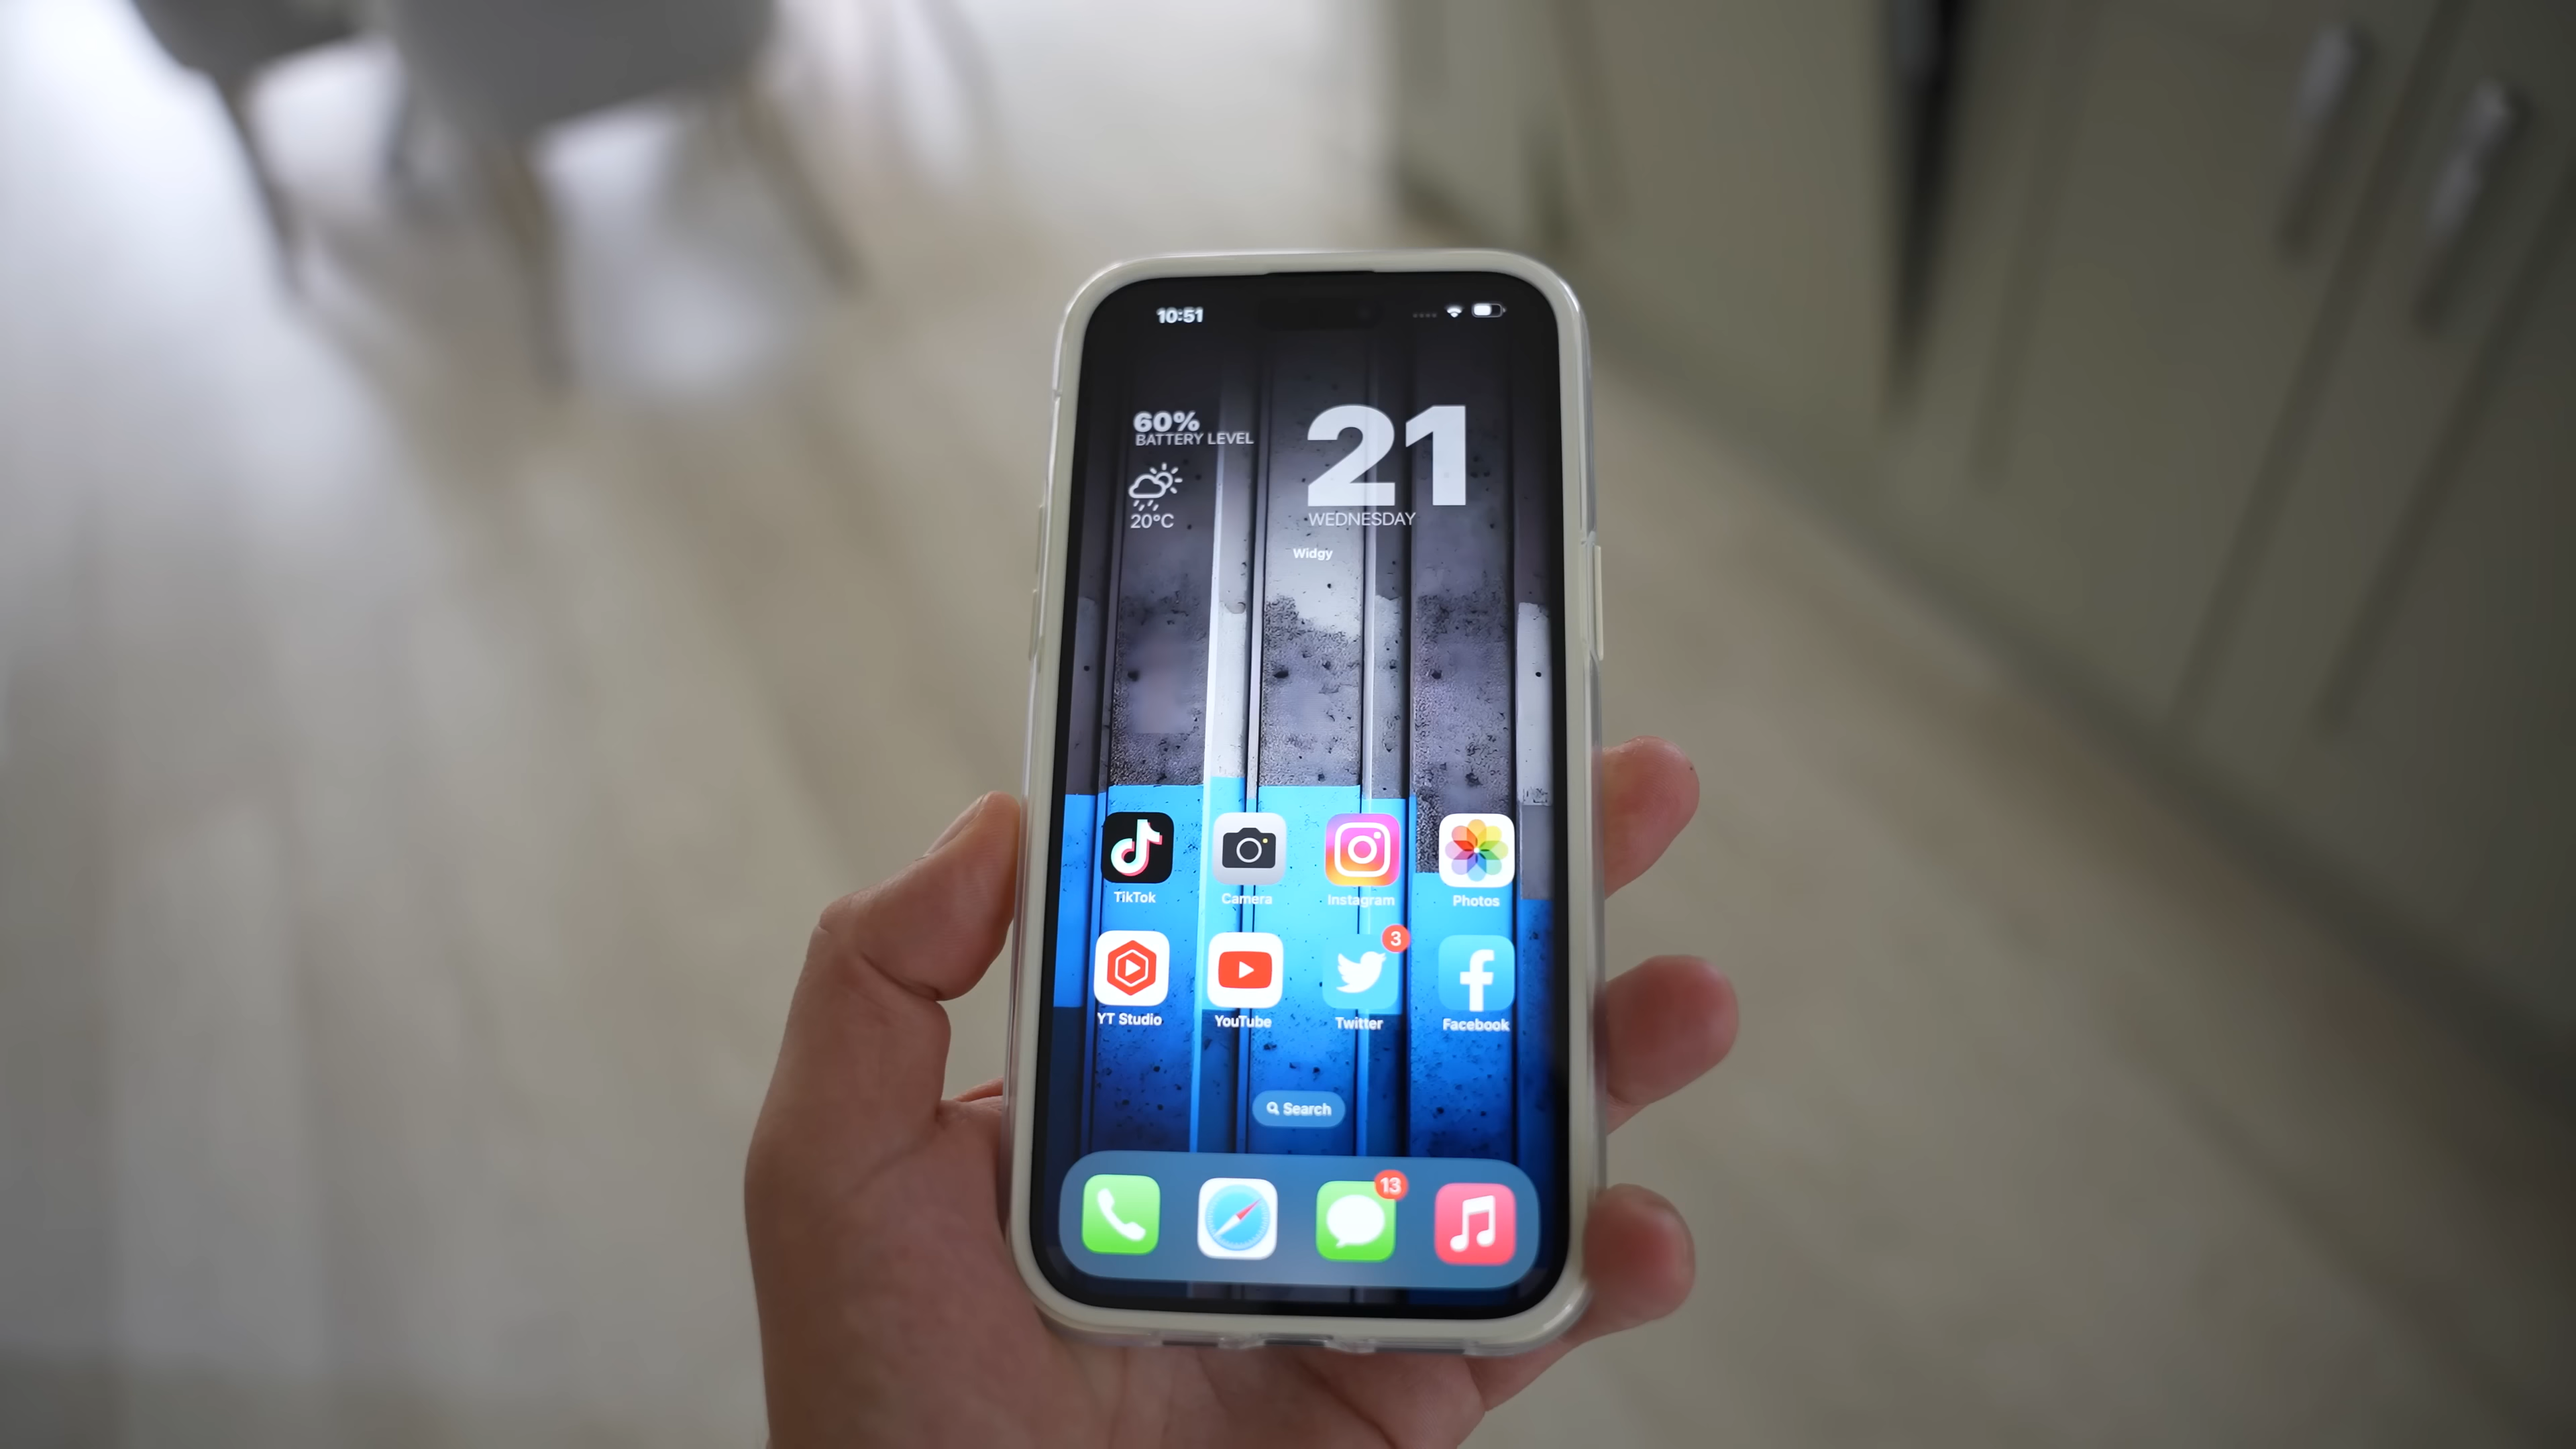 10:51
60%
BATTERY LEVEL
20°C
21
WEDNESDAY
Widgy
TikTok
Camera
Instagram
Photos
3
YT Studio
YouTube
Twitter
Facebook
Search
13